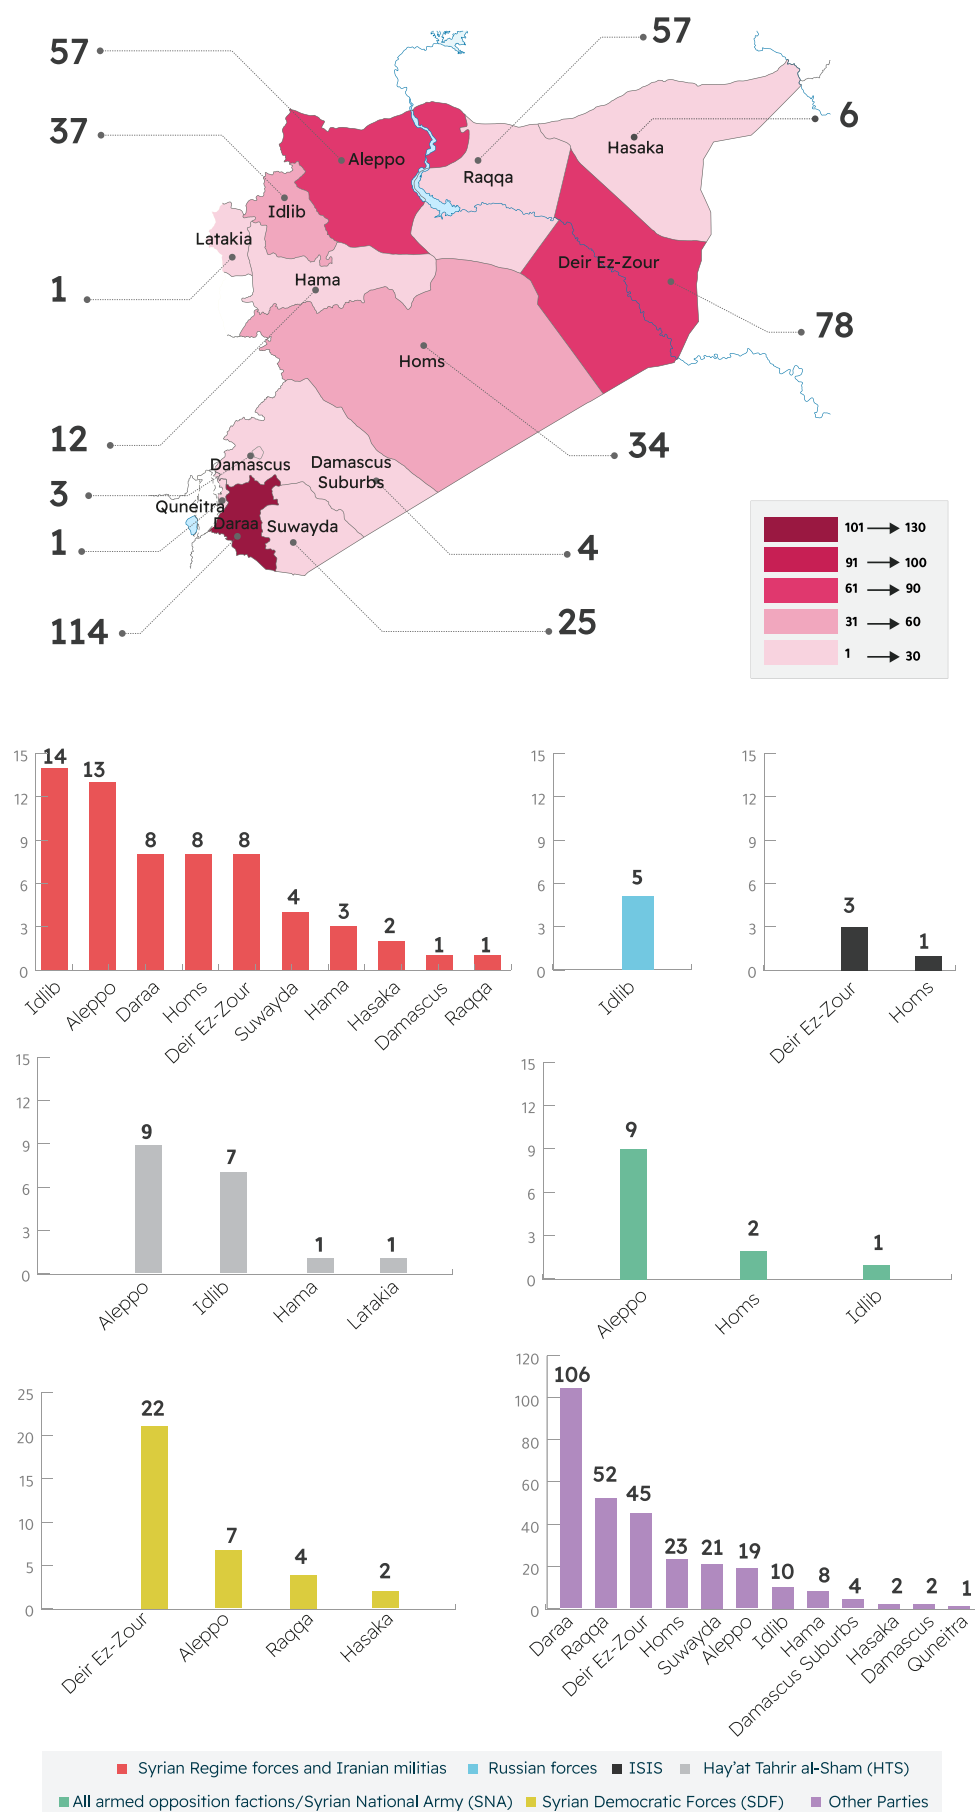 57
57
37
6
Aleppo
Hasaka
Raqqa
Idlib
Latakia
Deir Ez-Zour
Hama
1
78
Homs
12
34
Damascus
Damascus
Suburbs
3
Quneitra
Daraa
Suwayda
1
4
114
25
101 130
91 100
61 90
31 60
1 30
15
12
9
6
3
0
14
13
8
8
8
4
3
2
1
1
Idlib
Aleppo
Daraa
Homs
Deir Ez-Zour
Suwayda
Hama
Hasaka
Damascus
Raqqa
15
12
9
6
3
0
5
Idlib
15
12
9
6
3
0
3
1
Deir Ez-Zour
Homs
15
12
9
6
3
0
9
7
1
1
Aleppo
Idlib
Hama
Latakia
15
12
9
6
3
0
9
2
1
Aleppo
Homs
Idlib
25
20
15
10
5
0
22
7
4
2
Deir Ez-Zour
Aleppo
Raqqa
Hasaka
120
100
80
60
40
20
0
106
52
45
23
21
19
10
8
4
2
2
1
Daraa
Raqqa
Deir Ez-Zour
Homs
Suwayda
Aleppo
Idlib
Hama
Damascus Suburbs
Hasaka
Damascus
Quneitra
Syrian Regime forces and Iranian militias Russian forces ISIS Hay'at Tahrir al-Sham (HTS)
All armed opposition factions/Syrian National Army (SNA) Syrian Democratic Forces (SDF) Other Parties